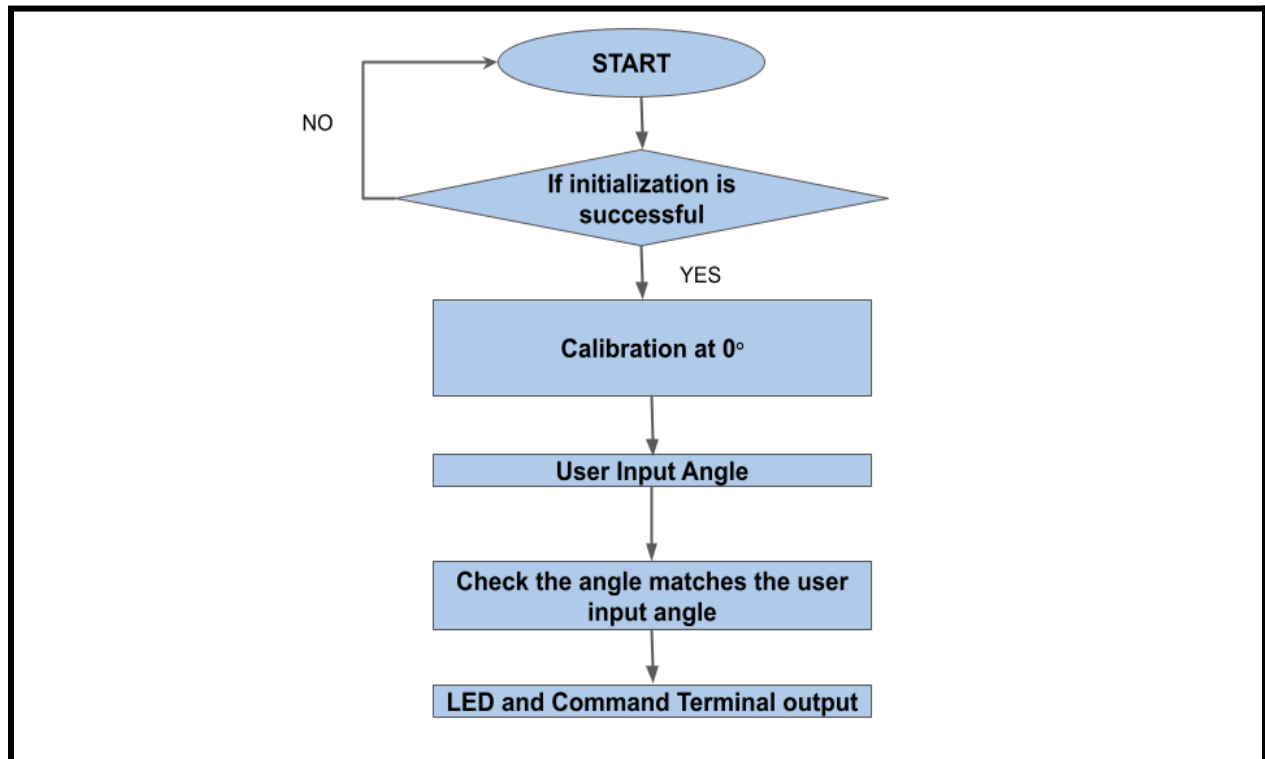 START
NO
If initialization is
successful
YES
Calibration at 0°
User Input Angle
Check the angle matches the user
input angle
LED and Command Terminal output